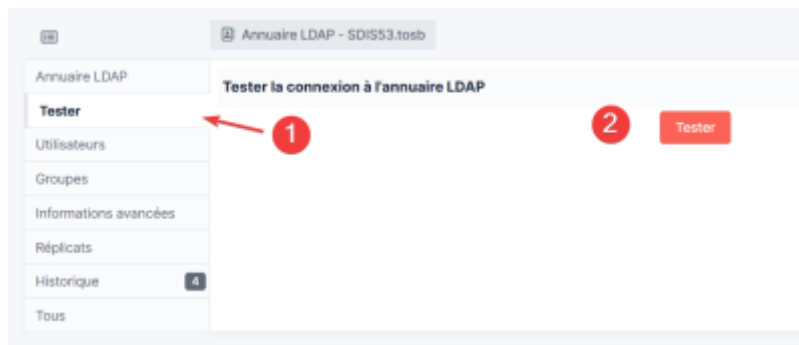 Annuaire LDAP - SDIS53.tosb
Annuaire LDAP
Tester
Utilisateurs
Groupes
Informations avancées
Réplicats
Historique 4
Tous
Tester la connexion à l'annuaire LDAP
1
2 Tester